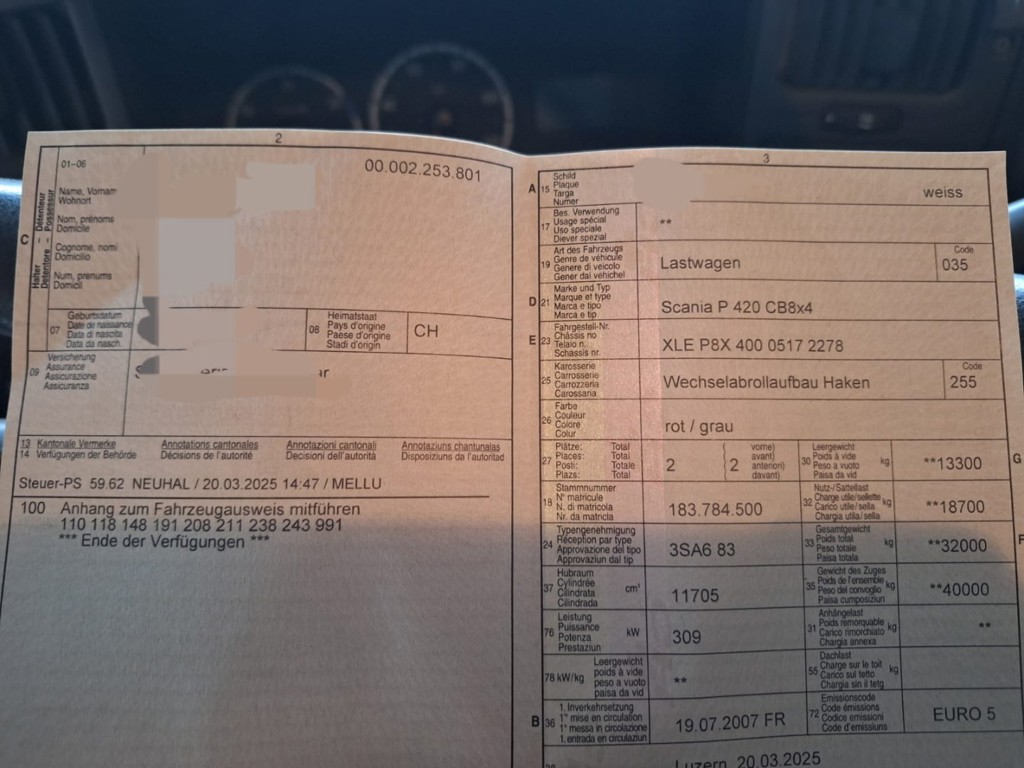 2
01-06
00.002.253.801
C
Halter – Détenteur
Detentore – Possessur
Name, Vornam
Wohnort
Nom, prénoms
Domicile
Cognome, nomi
Domicilio
Num, prenums
Domicil
07
Geburtsdatum
Date de naissance
Data di nascita
Data da nasch.
08
Heimatstaat
Pays d'origine
Paese d'origine
Stadi d'origin
CH
09
Versicherung
Assurance
Assicurazione
Assicuranza
13 Kantonale Vermerke
14 Verfügungen der Behörde
Annotations cantonales
Décisions de l'autorité
Annotazioni cantonali
Decisioni dell'autorità
Annotaziuns chantunalas
Disposiziuns da l'autoritad
Steuer-PS 59.62 NEUHAL / 20.03.2025 14:47 / MELLU
100 Anhang zum Fahrzeugausweis mitführen
110 118 148 191 208 211 238 243 991
*** Ende der Verfügungen ***
3
A 15
Schild
Plaque
Targa
Numer
weiss
17
Bes. Verwendung
Usage spécial
Uso speciale
Diever spezial
**
19
Art des Fahrzeugs
Genre de véhicule
Genere di veicolo
Gener dal vehichel
Lastwagen
Code
035
D 21
Marke und Typ
Marque et type
Marca e tipo
Marca e tip
Scania P 420 CB8x4
E 23
Fahrgestell-Nr.
Châssis no
Telaio n.
Schassis nr.
XLE P8X 400 0517 2278
25
Karosserie
Carrosserie
Carrozzeria
Carossaria
Wechselabrollaufbau Haken
Code
255
26
Farbe
Couleur
Colore
Colur
rot / grau
27
Plätze: Total
Places: Total
Posti: Totale
Plazs: Total
2
vorne)
avant)
anteriori)
davant)
2
30
Leergewicht
Poids à vide
Peso a vuoto
Paisa da vid
kg
**13300
G
18
Stammnummer
N° matricule
N. di matricola
Nr. da matricla
183.784.500
32
Nutz-/Sattellast
Charge utile/sellette
Carico utile/sella
Chargia utila/sella
kg
**18700
24
Typengenehmigung
Réception par type
Approvazione del tipo
Approvaziun dal tip
3SA6 83
33
Gesamtgewicht
Poids total
Peso totale
Paisa totala
kg
**32000
F
37
Hubraum
Cylindrée
Cilindrata
Cilindrada
cm³
11705
35
Gewicht des Zuges
Poids de l'ensemble
Peso del convoglio
Paisa cumposiziun
kg
**40000
76
Leistung
Puissance
Potenza
Prestaziun
kW
309
31
Anhängelast
Poids remorquable
Carico rimorchiato
Chargia annexa
kg
**
78 kW/kg
Leergewicht
poids à vide
peso a vuoto
paisa da vid
**
55
Dachlast
Charge sur le toit
Carico sul tetto
Chargia sin il tetg
kg
B 36
1. Inverkehrsetzung
1re mise en circulation
1a messa in circolazione
1. entrada en circulaziun
19.07.2007 FR
72
Emissionscode
Code émissions
Codice emissioni
Code d'emissiuns
EURO 5
Luzern, 20.03.2025